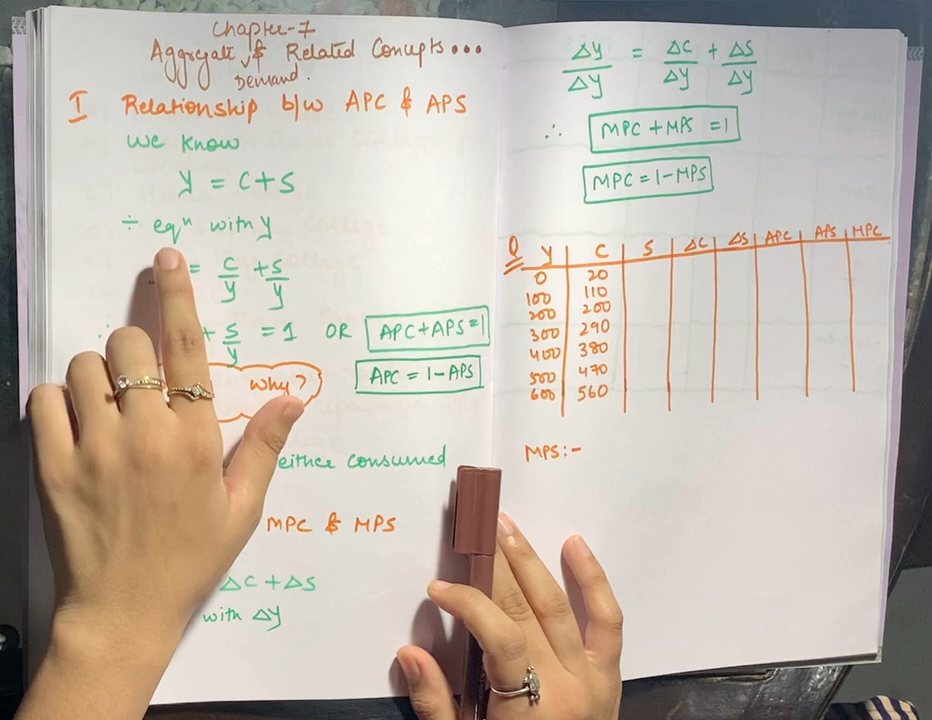 Chapter-7
Aggregate & Related Concepts...
Demand.
I Relationship b/w APC & APS
We know
Y = C+S
÷ eqⁿ with Y
= C/Y + S/Y
∴ + S/Y = 1 OR APC+APS=1
APC = 1-APS
why?
either consumed
MPC & MPS
ΔC+ΔS
with ΔY
ΔY/ΔY = ΔC/ΔY + ΔS/ΔY
∴ MPC+MPS =1
MPC=1-MPS
Q Y C S ΔC ΔS APC APS MPC
0 20
100 110
200 200
300 290
400 380
500 470
600 560
MPS:-